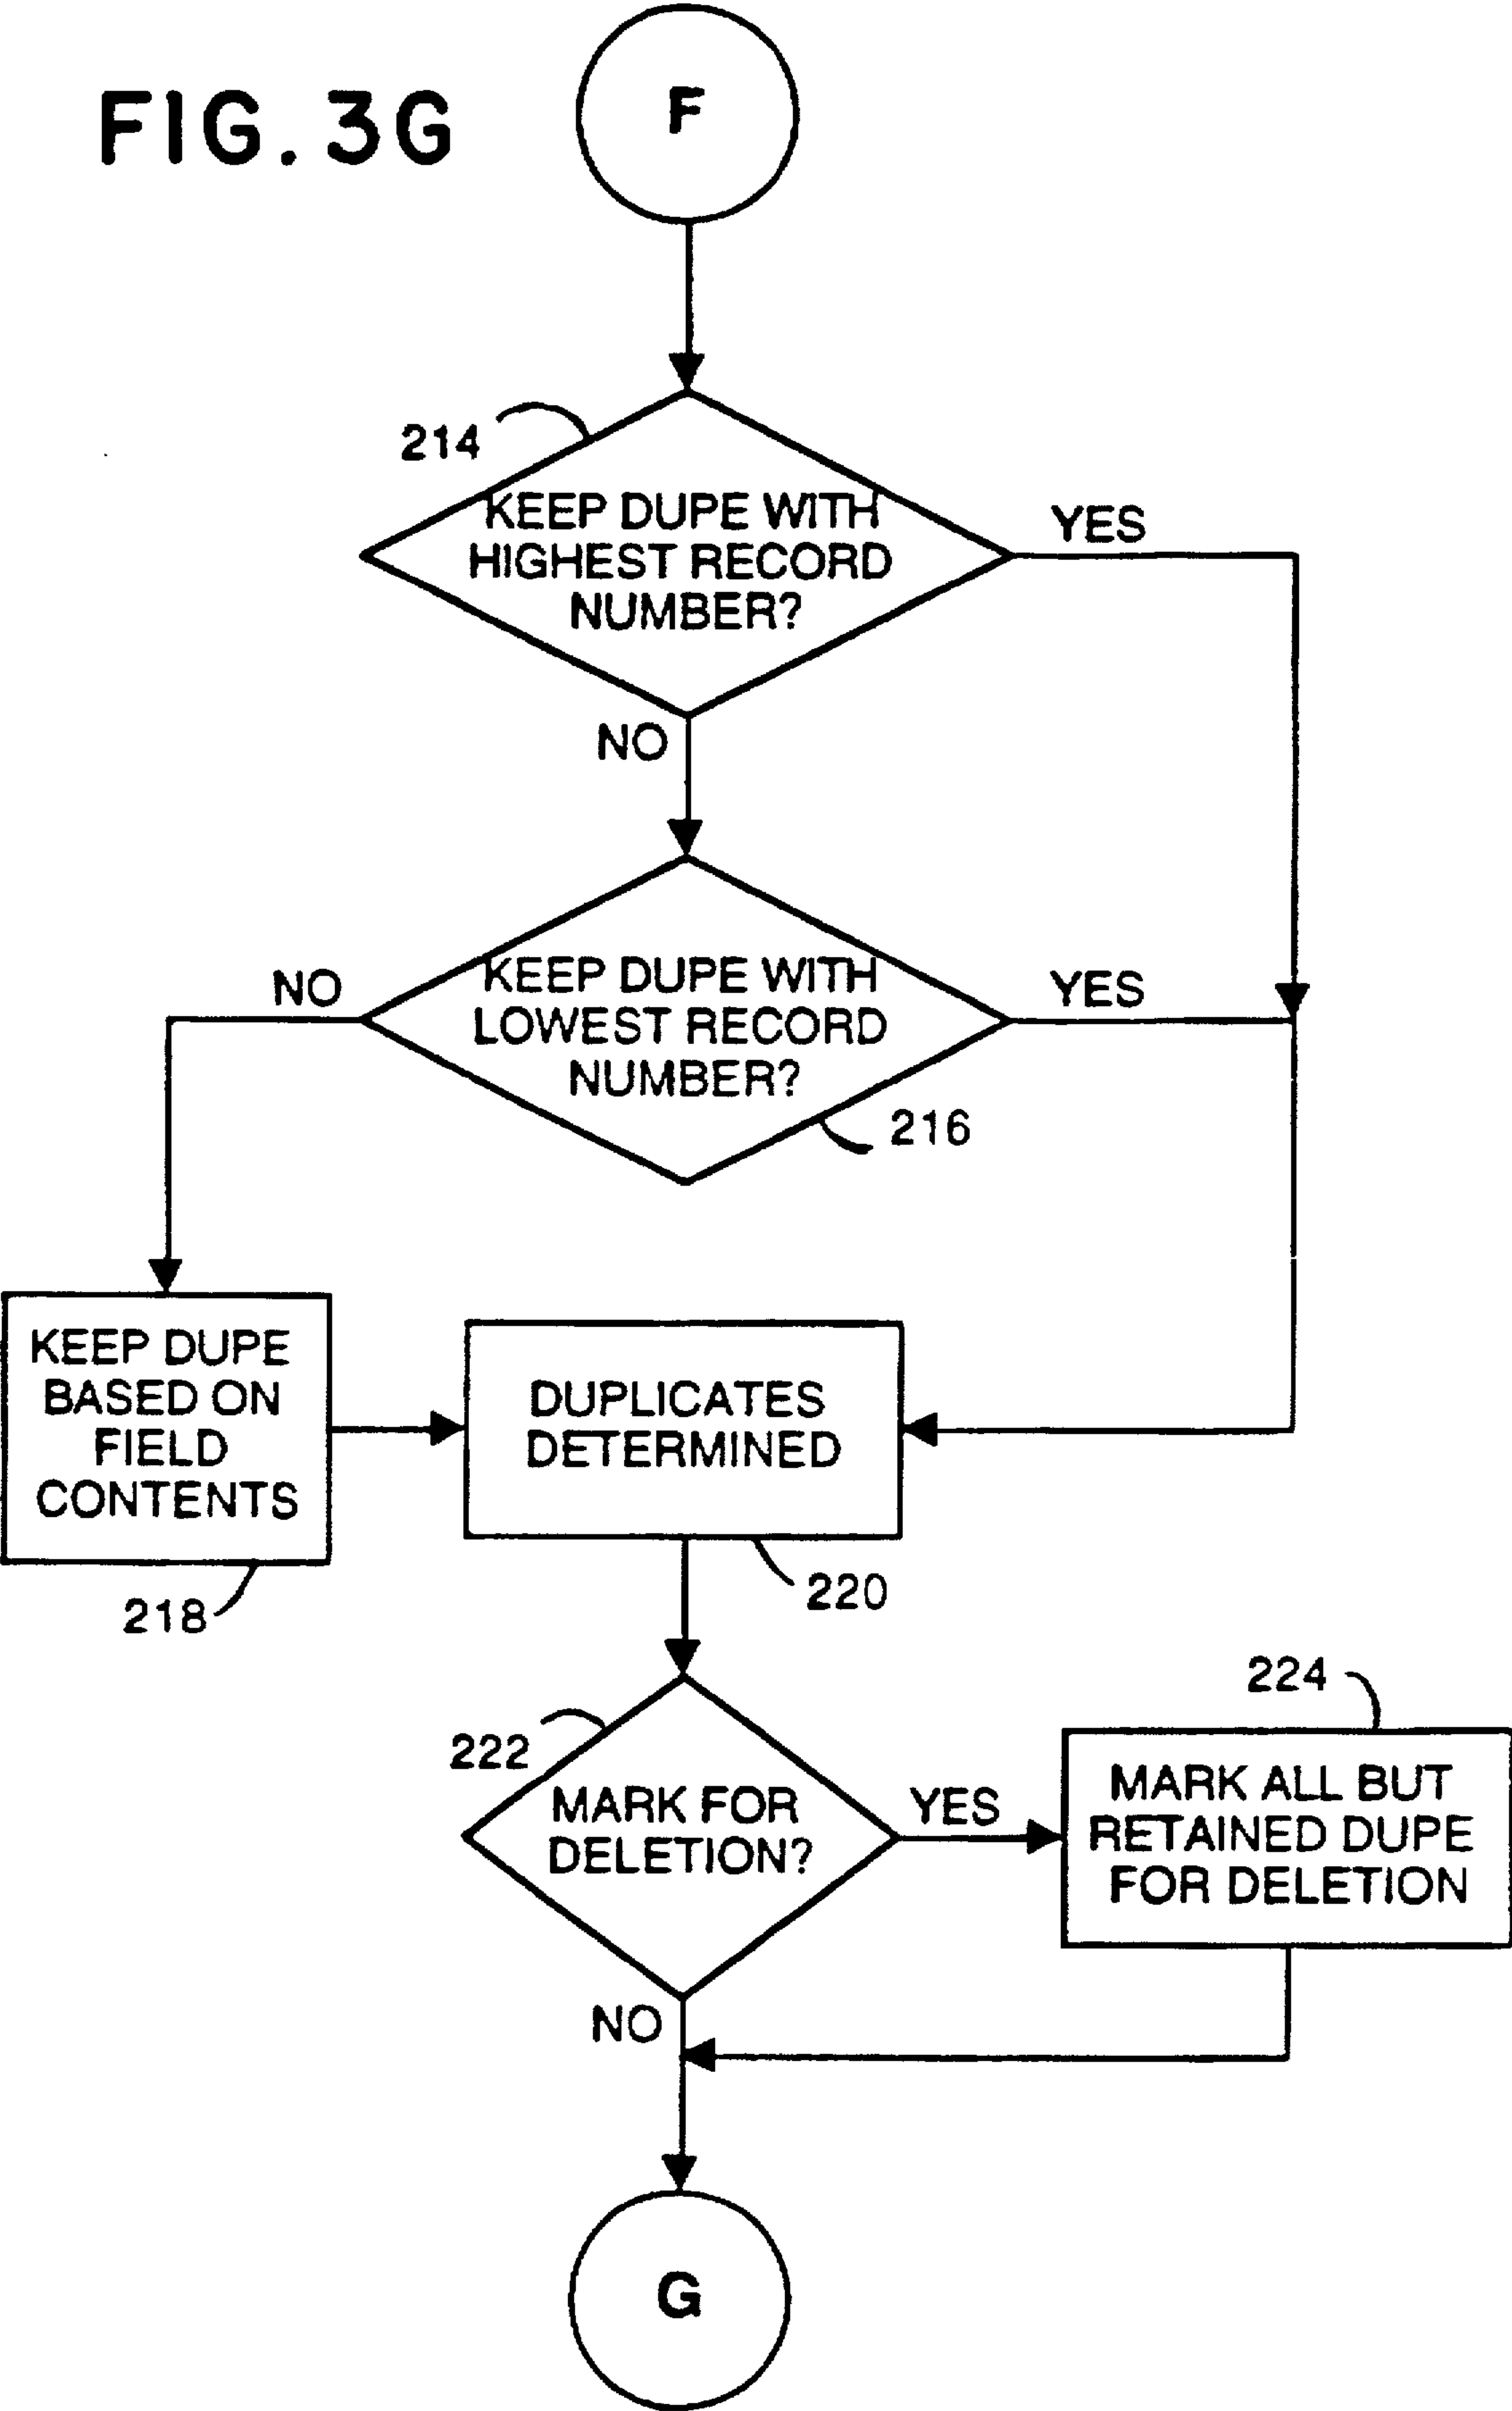 FIG. 3G
F
214
KEEP DUPE WITH
HIGHEST RECORD
NUMBER?
YES
NO
KEEP DUPE WITH
LOWEST RECORD
NUMBER?
NO
YES
216
KEEP DUPE
BASED ON
FIELD
CONTENTS
218
DUPLICATES
DETERMINED
220
222
MARK FOR
DELETION?
YES
NO
224
MARK ALL BUT
RETAINED DUPE
FOR DELETION
G